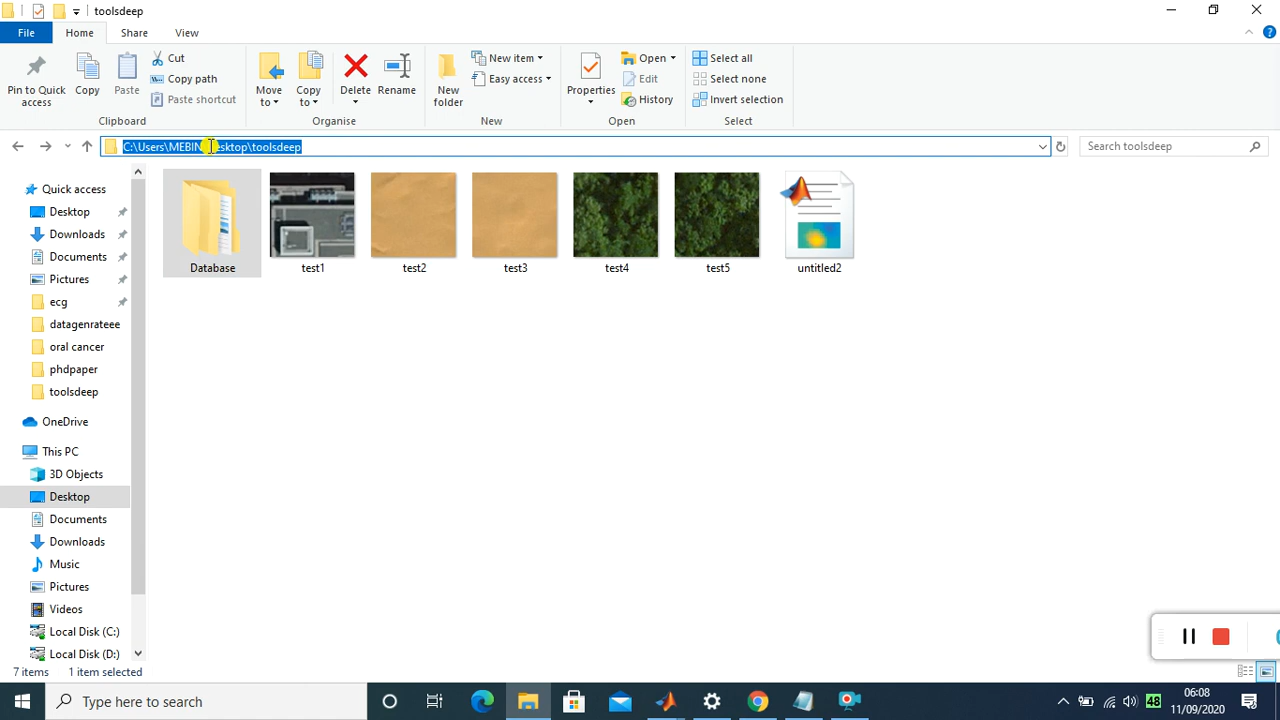 toolsdeep
File Home Share View
Pin to Quick access
Copy
Paste
Cut
Copy path
Paste shortcut
Clipboard
Move to
Copy to
Delete
Rename
Organise
New folder
New item
Easy access
New
Properties
Open
Edit
History
Open
Select all
Select none
Invert selection
Select
C:\Users\MEBIN\Desktop\toolsdeep
Search toolsdeep
Quick access
Desktop
Downloads
Documents
Pictures
ecg
datagenrateee
oral cancer
phdpaper
toolsdeep
OneDrive
This PC
3D Objects
Desktop
Documents
Downloads
Music
Pictures
Videos
Local Disk (C:)
Local Disk (D:)
Database
test1
test2
test3
test4
test5
untitled2
7 items 1 item selected
Type here to search
48
06:08
11/09/2020